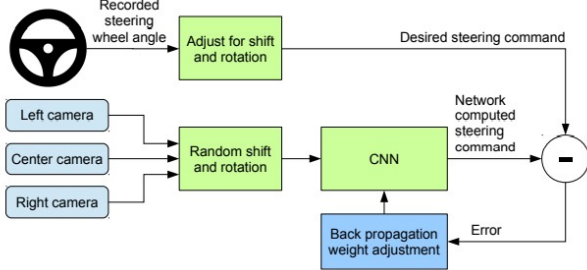 Recorded
steering
wheel angle
Adjust for shift
and rotation
Desired steering command
Left camera
Center camera
Right camera
Random shift
and rotation
CNN
Network
computed
steering
command
-
Back propagation
weight adjustment
Error